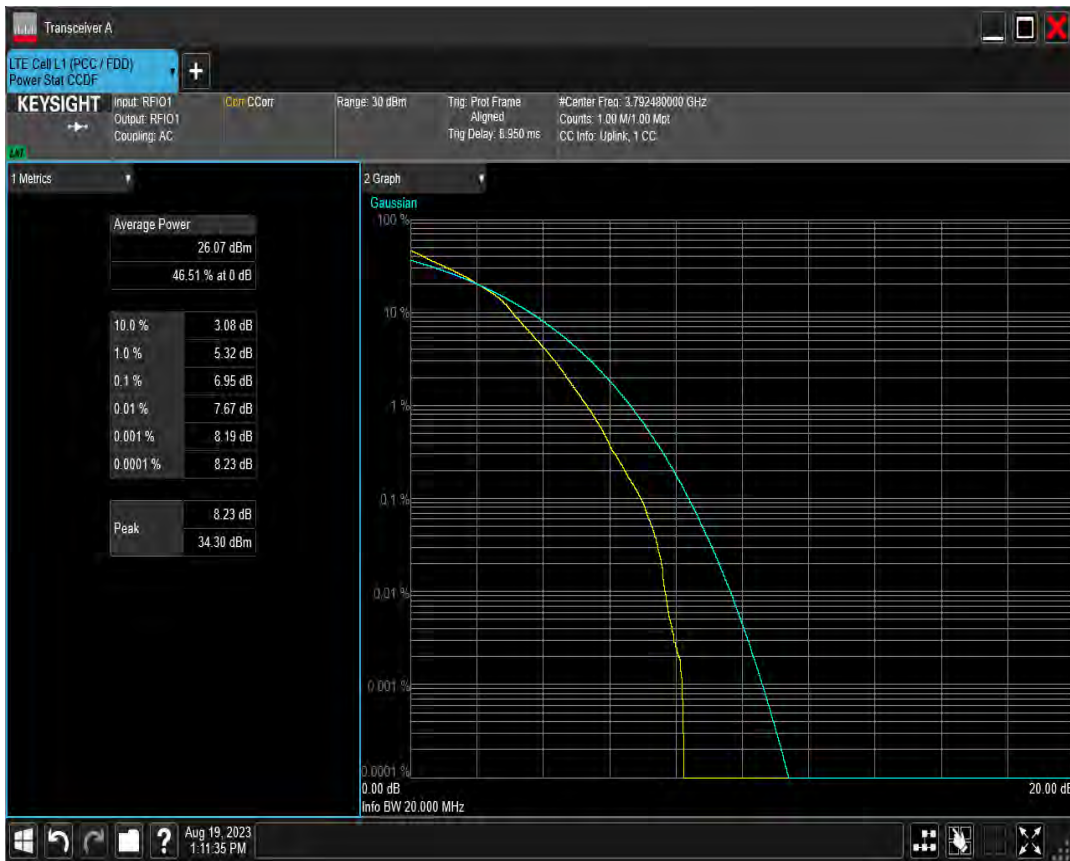 Transceiver A
LTE Cell L1 (PCC / FDD)
Power Stat CCDF
KEYSIGHT
Input: RFIO1
Output: RFIO1
Coupling: AC
Corr CCorr
Range: 30 dBm
Trig: Prot Frame
Aligned
Trig Delay: 8.950 ms
#Center Freq: 3.792480000 GHz
Counts: 1.00 M/1.00 Mpt
CC Info: Uplink, 1 CC
LXI
1 Metrics
Average Power
26.07 dBm
46.51 % at 0 dB
10.0 % 3.08 dB
1.0 % 5.32 dB
0.1 % 6.95 dB
0.01 % 7.67 dB
0.001 % 8.19 dB
0.0001 % 8.23 dB
Peak 8.23 dB
34.30 dBm
2 Graph
Gaussian
100 %
10 %
1 %
0.1 %
0.01 %
0.001 %
0.0001 %
0.00 dB 20.00 dB
Info BW 20.000 MHz
?
Aug 19, 2023
1:11:35 PM